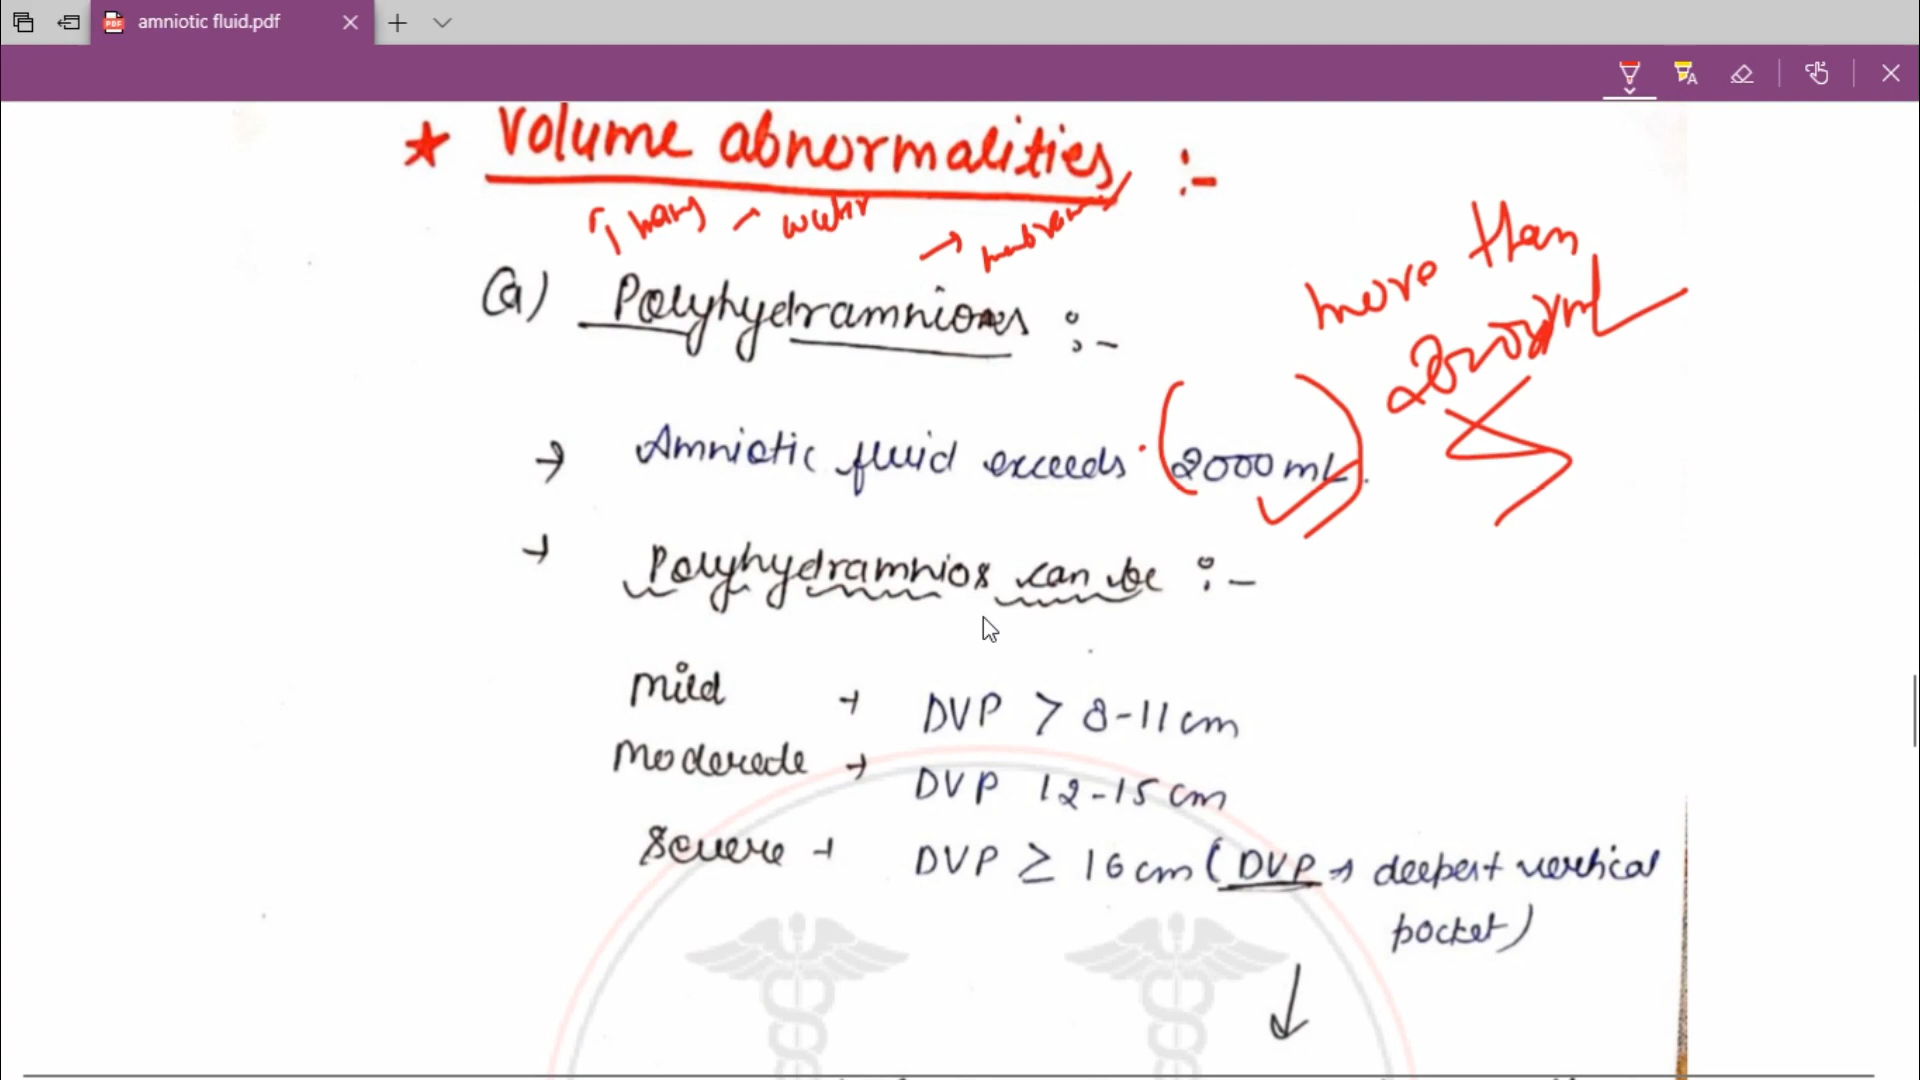 amniotic fluid.pdf
★ Volume abnormalities :-
(a) Polyhydramnios :-
more than
2000ml
→ Amniotic fluid exceeds (2000 mL).
→ Polyhydramnios can be :-
mild → DVP > 8-11 cm
Moderede → DVP 12-15 cm
Severe → DVP ≥ 16 cm (DVP → deepest vertical
pocket)
↓